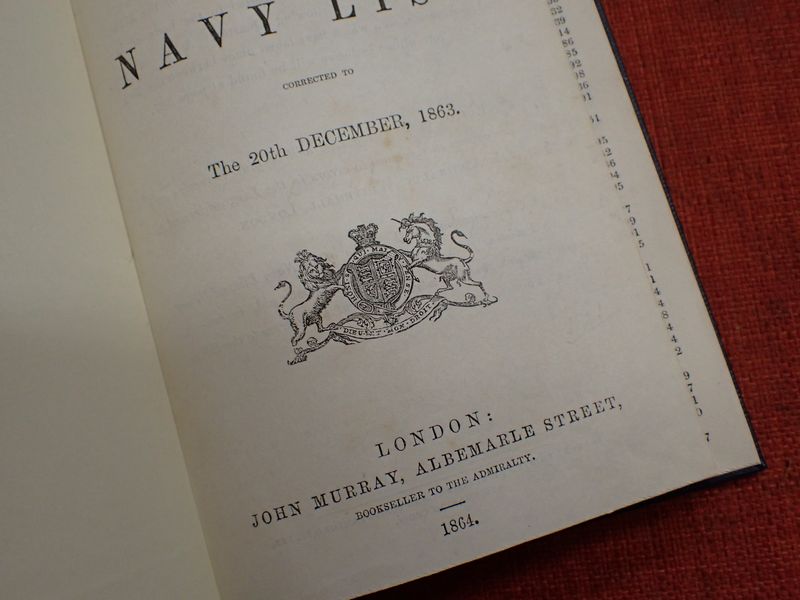 NAVY LIS
CORRECTED TO
The 20th DECEMBER, 1863.
DIEU ET MON DROIT
LONDON:
JOHN MURRAY, ALBEMARLE STREET,
BOOKSELLER TO THE ADMIRALTY.
1864.